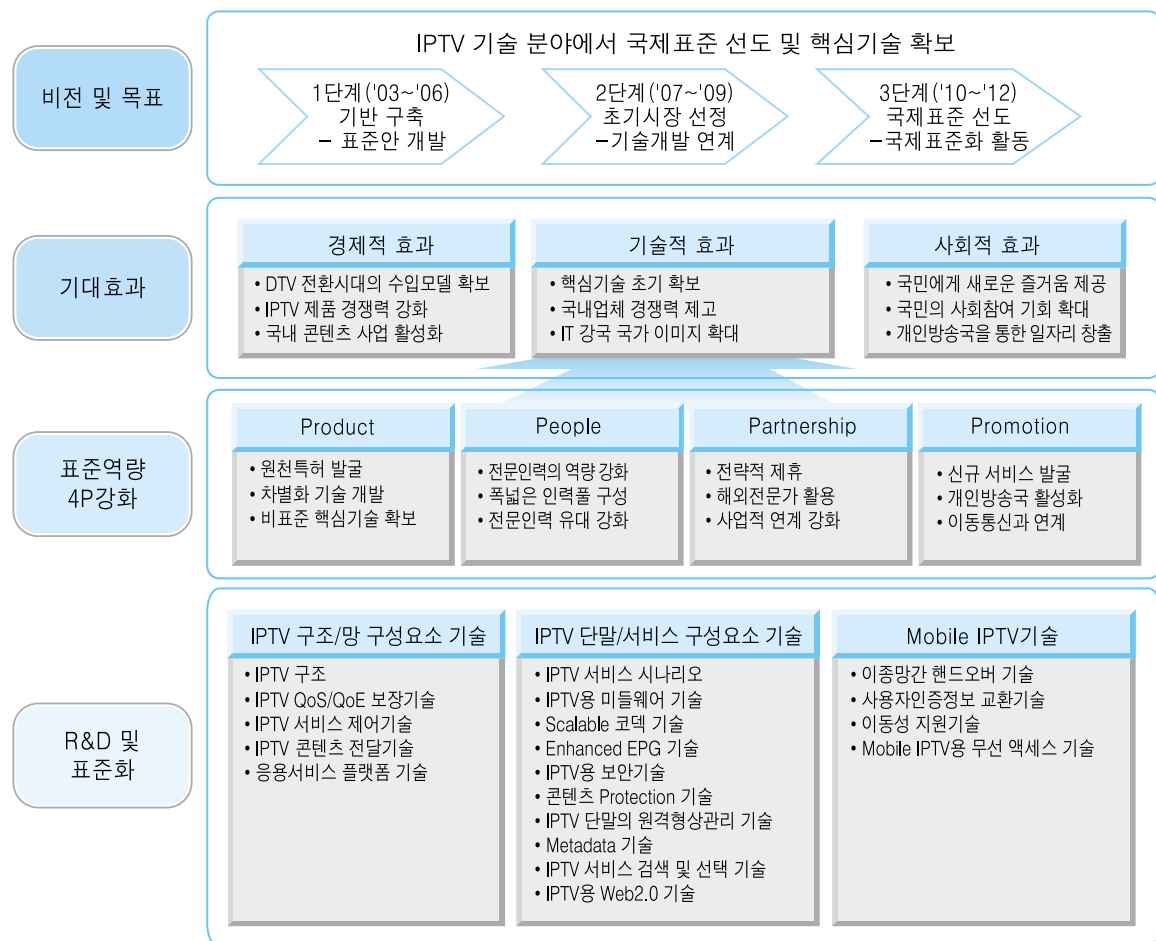 비전 및 목표
IPTV 기술 분야에서 국제표준 선도 및 핵심기술 확보
1단계('03~'06)
기반 구축
– 표준안 개발
2단계('07~'09)
초기시장 선정
–기술개발 연계
3단계('10~'12)
국제표준 선도
–국제표준화 활동
기대효과
경제적 효과
• DTV 전환시대의 수입모델 확보
• IPTV 제품 경쟁력 강화
• 국내 콘텐츠 사업 활성화
기술적 효과
• 핵심기술 초기 확보
• 국내업체 경쟁력 제고
• IT 강국 국가 이미지 확대
사회적 효과
• 국민에게 새로운 즐거움 제공
• 국민의 사회참여 기회 확대
• 개인방송국을 통한 일자리 창출
표준역량
4P강화
Product
• 원천특허 발굴
• 차별화 기술 개발
• 비표준 핵심기술 확보
People
• 전문인력의 역량 강화
• 폭넓은 인력풀 구성
• 전문인력 유대 강화
Partnership
• 전략적 제휴
• 해외전문가 활용
• 사업적 연계 강화
Promotion
• 신규 서비스 발굴
• 개인방송국 활성화
• 이동통신과 연계
R&D 및
표준화
IPTV 구조/망 구성요소 기술
• IPTV 구조
• IPTV QoS/QoE 보장기술
• IPTV 서비스 제어기술
• IPTV 콘텐츠 전달기술
• 응용서비스 플랫폼 기술
IPTV 단말/서비스 구성요소 기술
• IPTV 서비스 시나리오
• IPTV용 미들웨어 기술
• Scalable 코덱 기술
• Enhanced EPG 기술
• IPTV용 보안기술
• 콘텐츠 Protection 기술
• IPTV 단말의 원격형상관리 기술
• Metadata 기술
• IPTV 서비스 검색 및 선택 기술
• IPTV용 Web2.0 기술
Mobile IPTV기술
• 이종망간 핸드오버 기술
• 사용자인증정보 교환기술
• 이동성 지원기술
• Mobile IPTV용 무선 액세스 기술